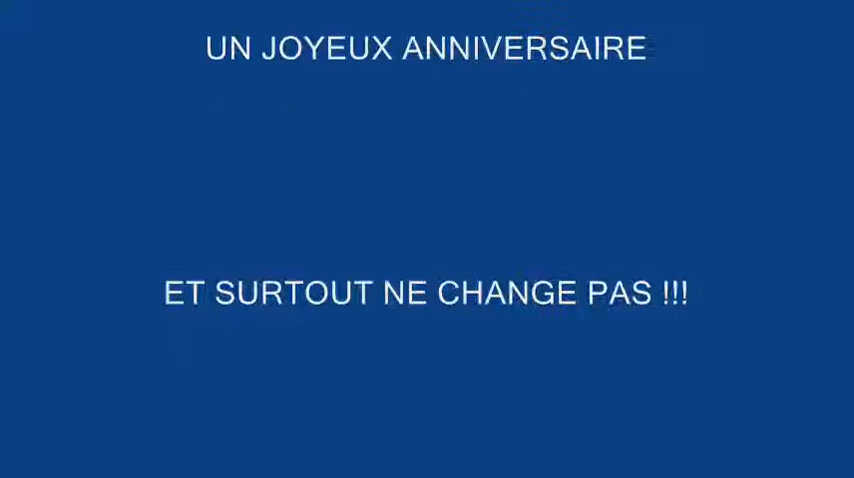 UN JOYEUX ANNIVERSAIRE
ET SURTOUT NE CHANGE PAS !!!